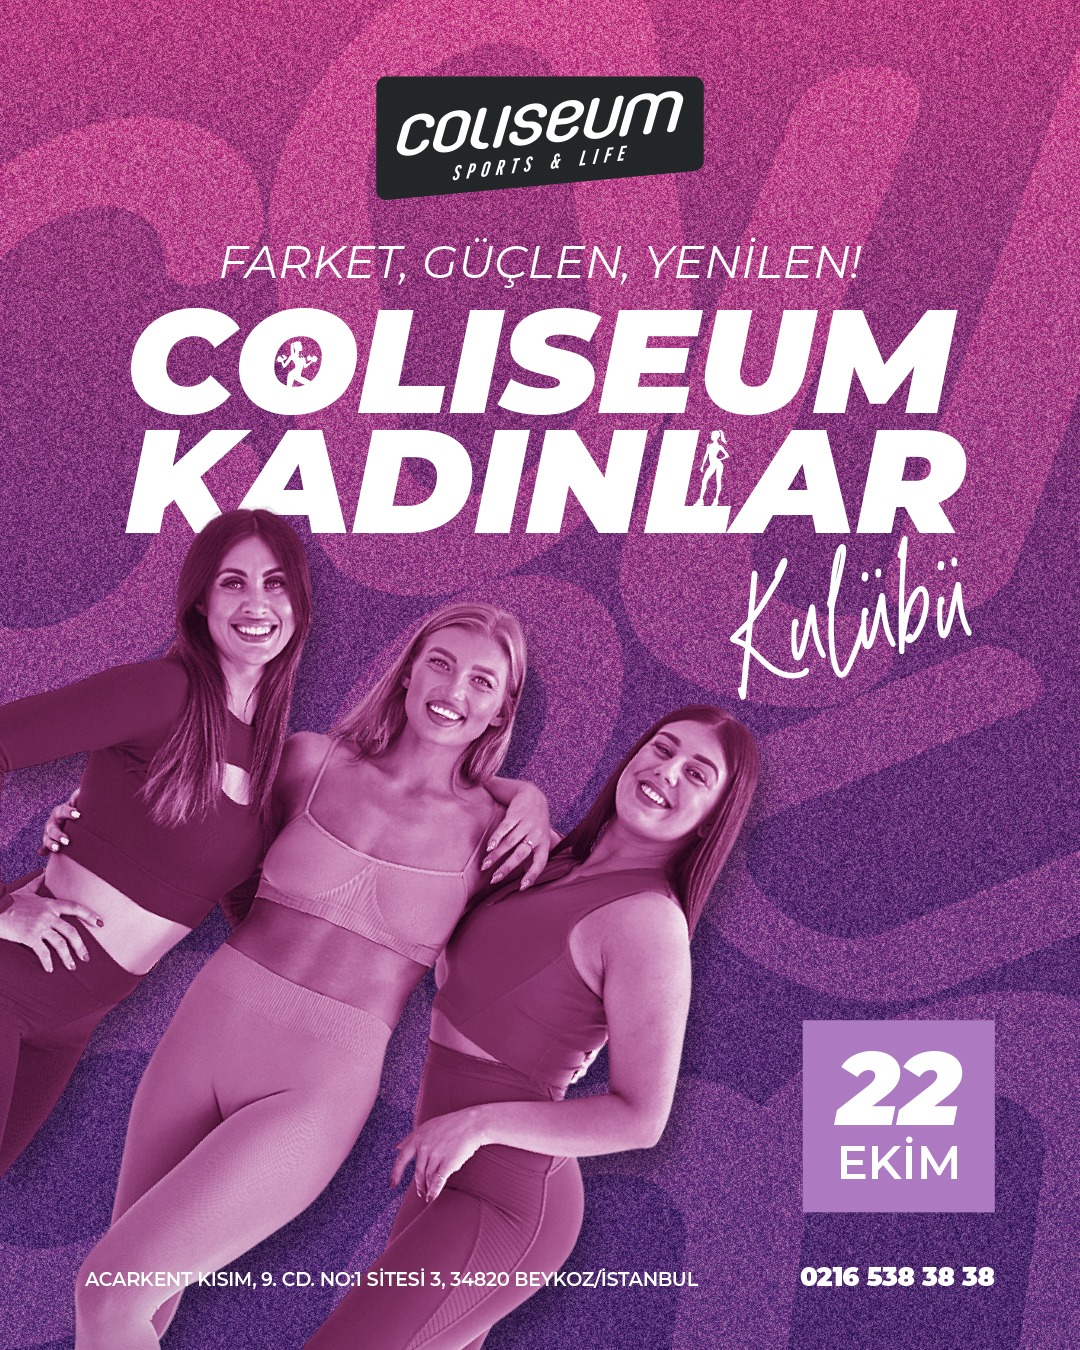 COLISEUM
SPORTS & LIFE
FARKET, GÜÇLEN, YENİLEN!
COLISEUM
KADINLAR
Kulübü
22
EKİM
ACARKENT KISIM, 9. CD. NO:1 SİTESİ 3, 34820 BEYKOZ/İSTANBUL
0216 538 38 38